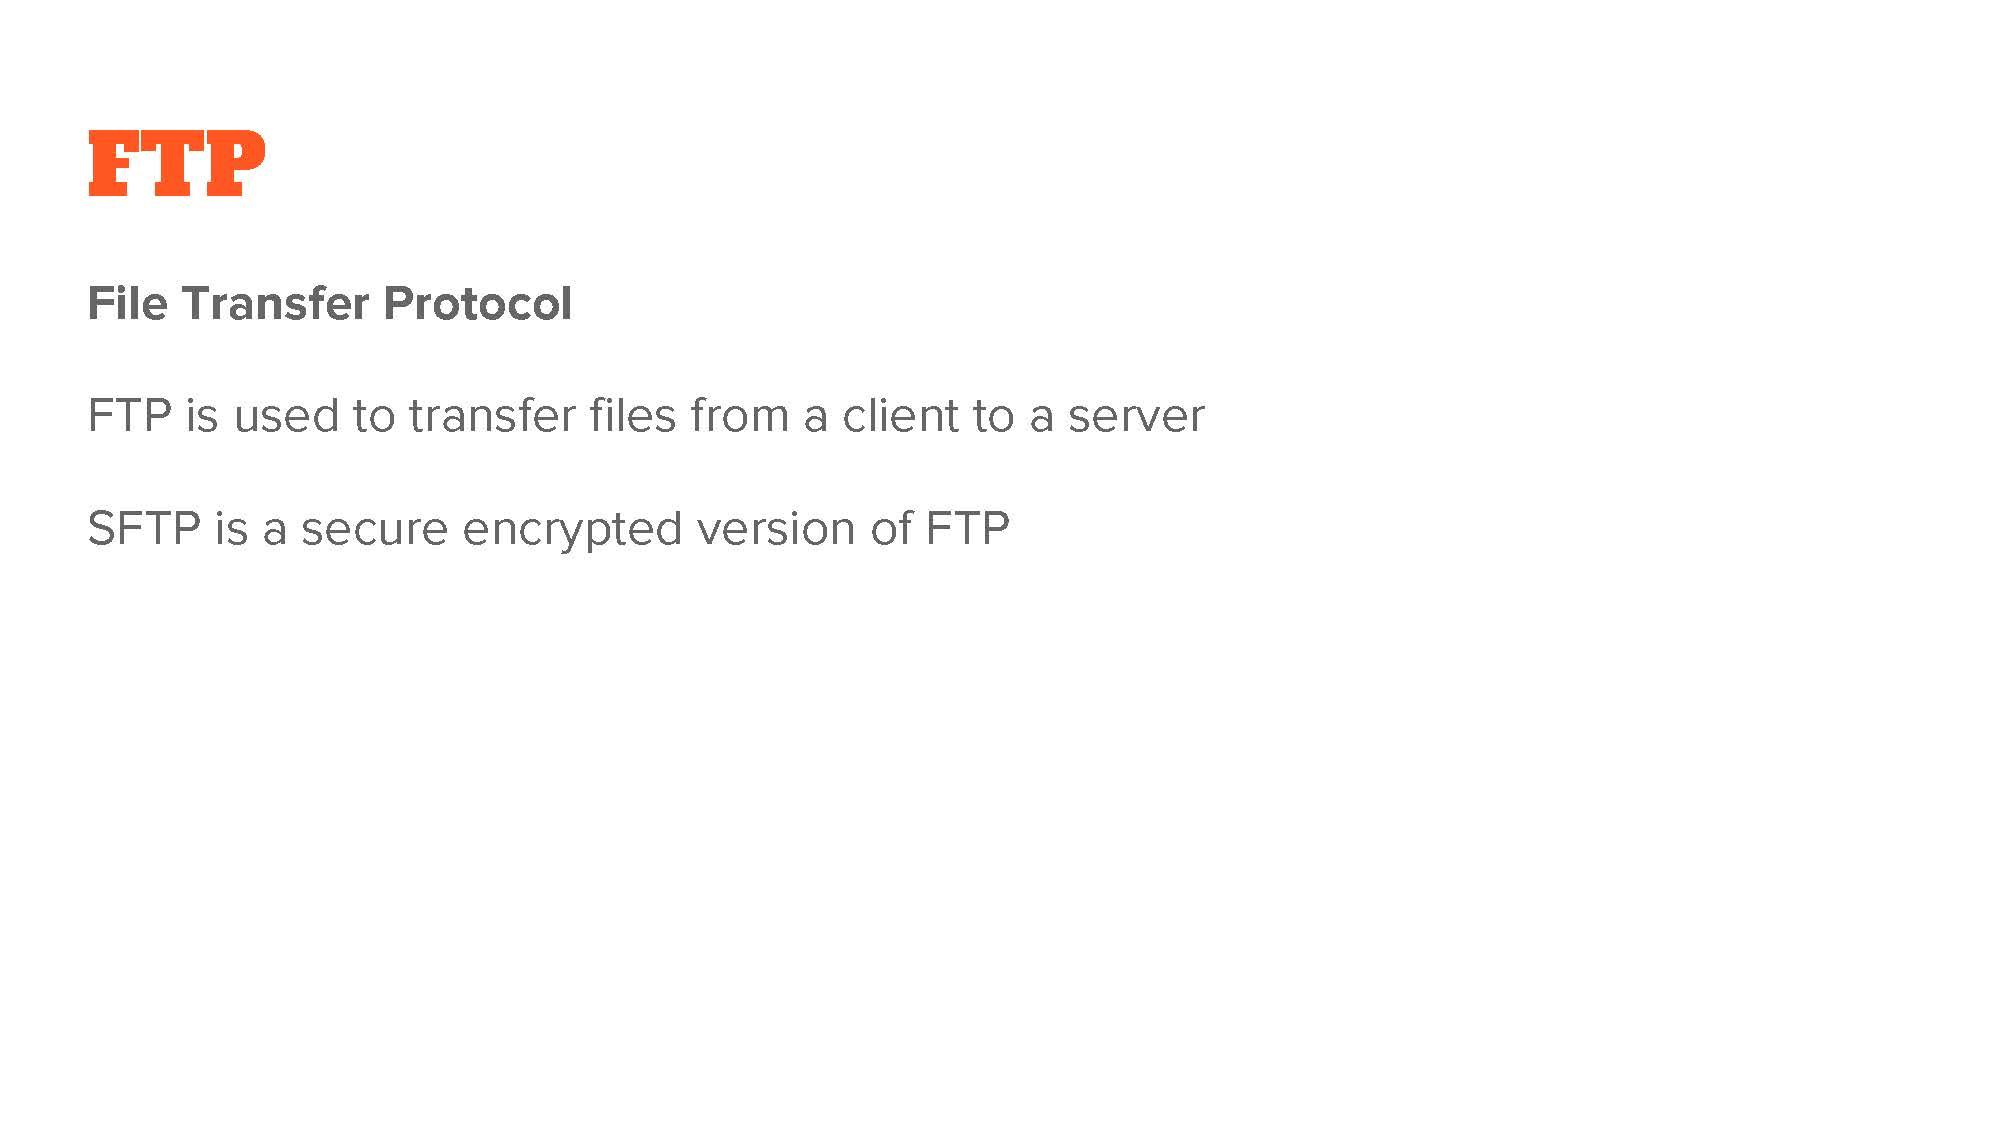 FTP
File Transfer Protocol
FTP is used to transfer files from a client to a server
SFTP is a secure encrypted version of FTP